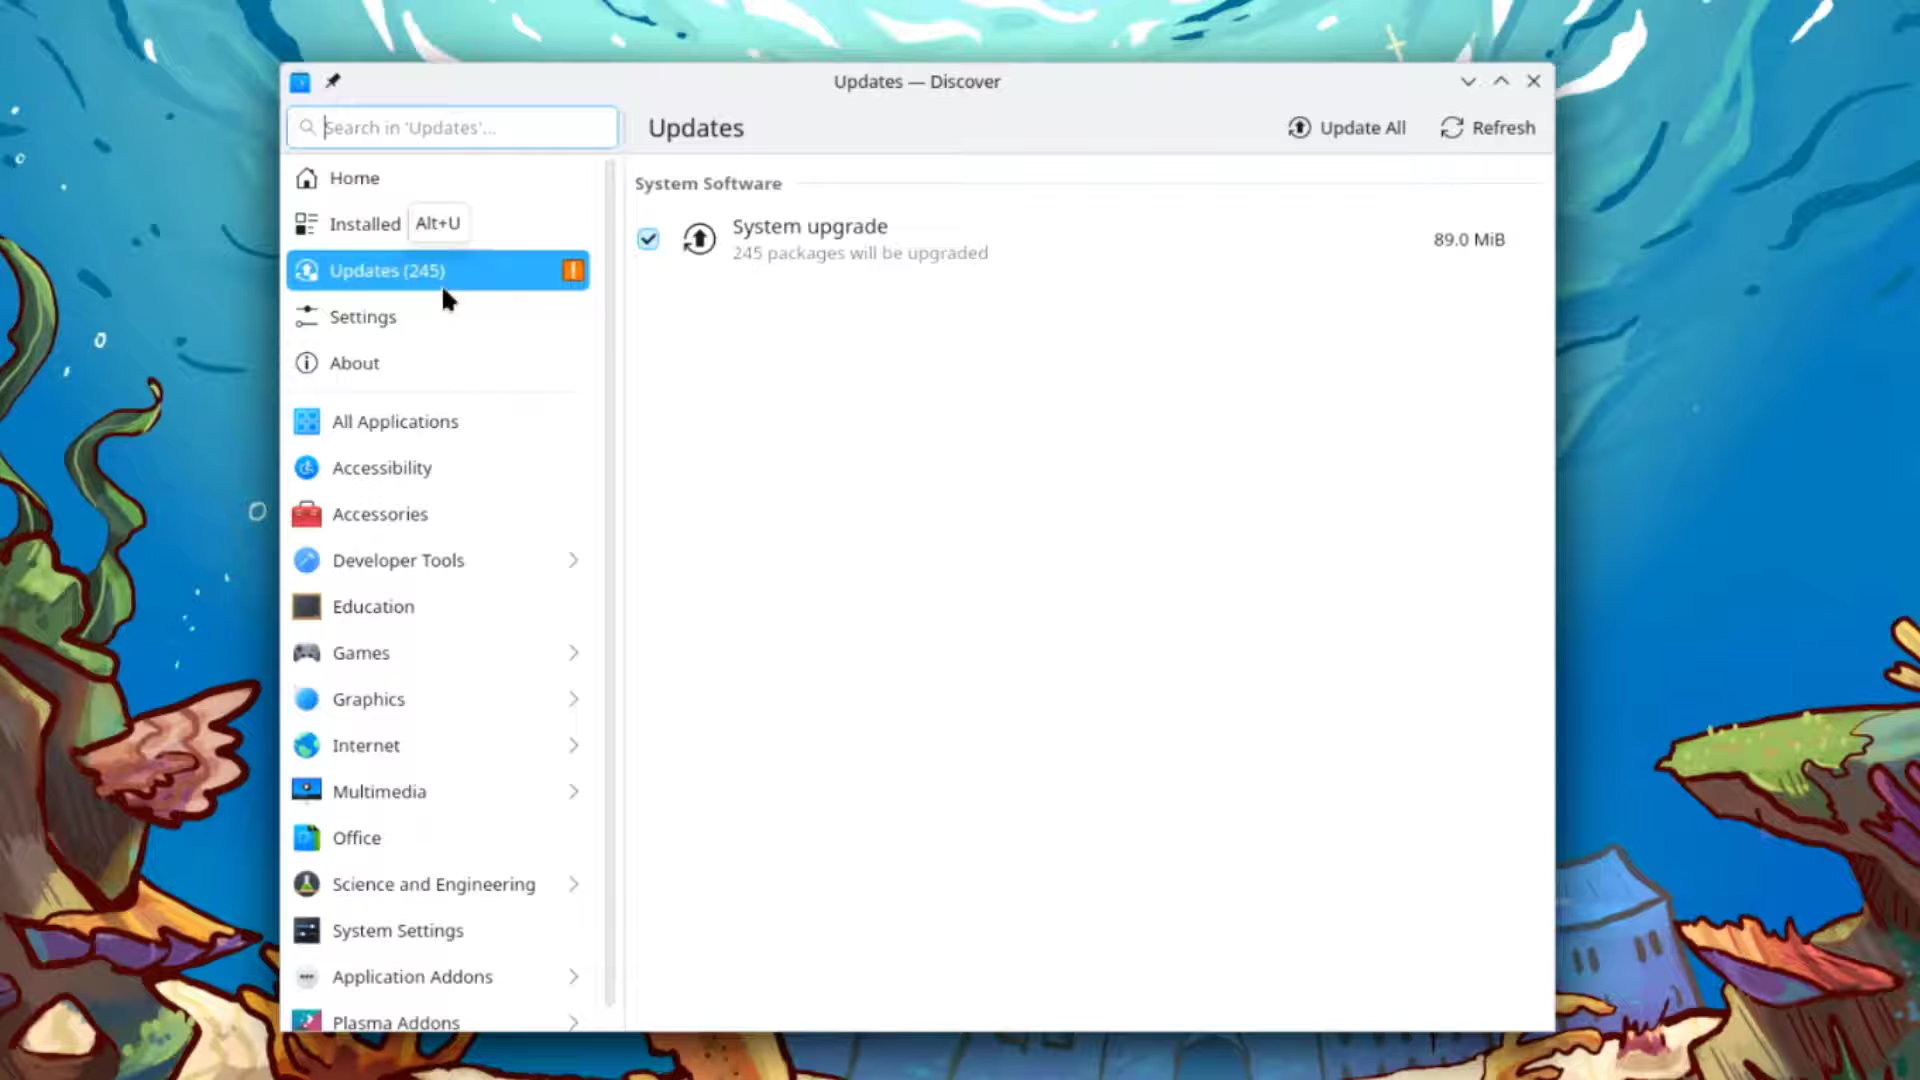 Updates — Discover
Search in 'Updates'...
Updates
Update All
Refresh
Home
Installed
Alt+U
Updates (245)
Settings
About
All Applications
Accessibility
Accessories
Developer Tools
Education
Games
Graphics
Internet
Multimedia
Office
Science and Engineering
System Settings
Application Addons
Plasma Addons
System Software
System upgrade
245 packages will be upgraded
89.0 MiB